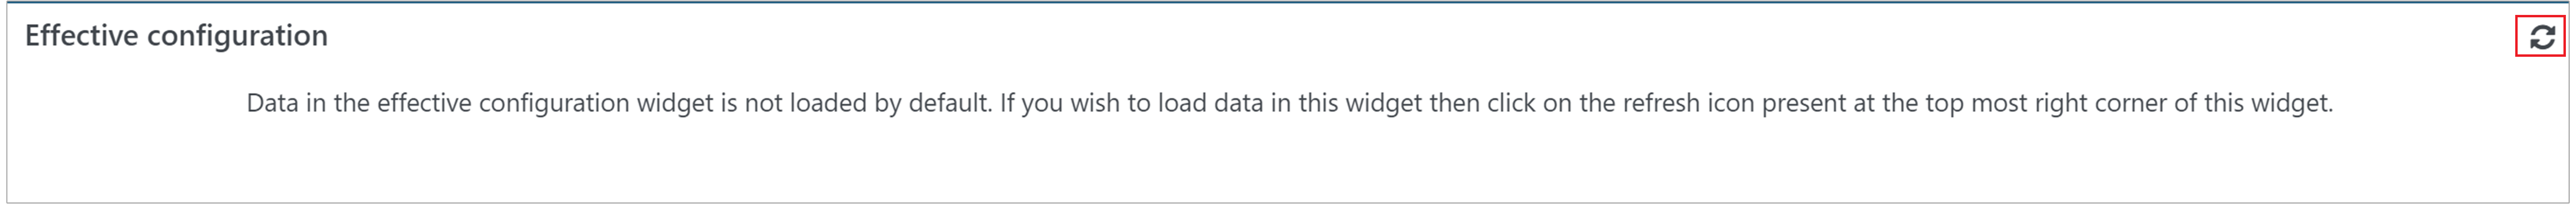 Effective configuration
Data in the effective configuration widget is not loaded by default. If you wish to load data in this widget then click on the refresh icon present at the top most right corner of this widget.